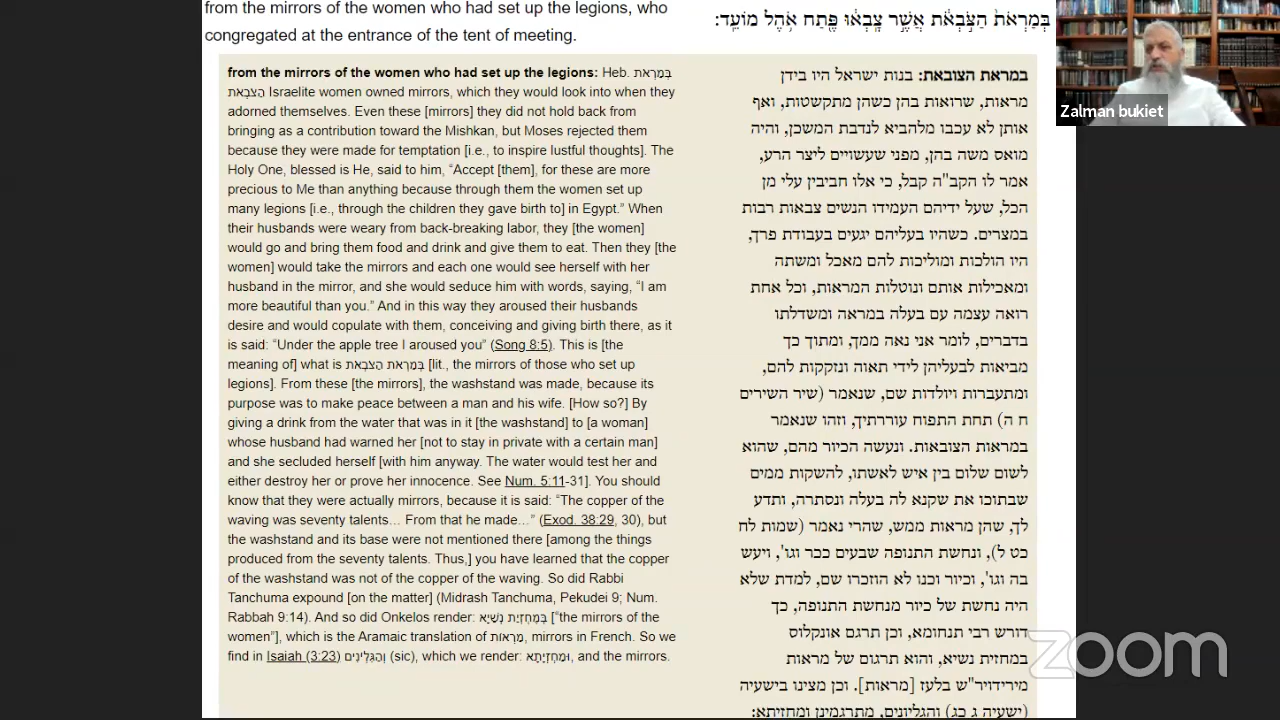 from the mirrors of the women who had set up the legions, who
congregated at the entrance of the tent of meeting.
בְּמַרְאֹת֙ הַצֹּ֣בְאֹ֔ת אֲשֶׁ֣ר צָֽבְא֔וּ פֶּ֖תַח אֹ֥הֶל מוֹעֵֽד:
from the mirrors of the women who had set up the legions: Heb. בְּמַרְאֹת
הַצֹבְאֹת Israelite women owned mirrors, which they would look into when they
adorned themselves. Even these [mirrors] they did not hold back from
bringing as a contribution toward the Mishkan, but Moses rejected them
because they were made for temptation [i.e., to inspire lustful thoughts]. The
Holy One, blessed is He, said to him, “Accept [them], for these are more
precious to Me than anything because through them the women set up
many legions [i.e., through the children they gave birth to] in Egypt.” When
their husbands were weary from back-breaking labor, they [the women]
would go and bring them food and drink and give them to eat. Then they [the
women] would take the mirrors and each one would see herself with her
husband in the mirror, and she would seduce him with words, saying, “I am
more beautiful than you.” And in this way they aroused their husbands
desire and would copulate with them, conceiving and giving birth there, as it
is said: “Under the apple tree I aroused you” (Song 8:5). This is [the
meaning of] what is בְּמַרְאֹת הַצֹבְאֹת [lit., the mirrors of those who set up
legions]. From these [the mirrors], the washstand was made, because its
purpose was to make peace between a man and his wife. [How so?] By
giving a drink from the water that was in it [the washstand] to [a woman]
whose husband had warned her [not to stay in private with a certain man]
and she secluded herself [with him anyway. The water would test her and
either destroy her or prove her innocence. See Num. 5:11-31]. You should
know that they were actually mirrors, because it is said: “The copper of the
waving was seventy talents… From that he made…” (Exod. 38:29, 30), but
the washstand and its base were not mentioned there [among the things
produced from the seventy talents. Thus,] you have learned that the copper
of the washstand was not of the copper of the waving. So did Rabbi
Tanchuma expound [on the matter] (Midrash Tanchuma, Pekudei 9; Num.
Rabbah 9:14). And so did Onkelos render: בְּמֶחְזְיַת נְשַׁיָא [“the mirrors of the
women”], which is the Aramaic translation of מַרְאוֹת, mirrors in French. So we
find in Isaiah (3:23) וְהַגִּלְיֹנִים (sic), which we render: וּמַחְזְיָתָא, and the mirrors.
במראת הצובאת: בנות ישראל היו בידן
מראות, שרואות בהן כשהן מתקשטות, ואף
אותן לא עכבו מלהביא לנדבת המשכן, והיה
מואס משה בהן, מפני שעשויים ליצר הרע,
אמר לו הקב"ה קבל, כי אלו חביבין עלי מן
הכל, שעל ידיהם העמידו הנשים צבאות רבות
במצרים. כשהיו בעליהם יגעים בעבודת פרך,
היו הולכות ומוליכות להם מאכל ומשתה
ומאכילות אותם ונוטלות המראות, וכל אחת
רואה עצמה עם בעלה במראה ומשדלתו
בדברים, לומר אני נאה ממך, ומתוך כך
מביאות לבעליהן לידי תאוה ונזקקות להם,
ומתעברות ויולדות שם, שנאמר (שיר השירים
ח ה) תחת התפוח עוררתיך, וזהו שנאמר
במראות הצובאות. ונעשה הכיור מהם, שהוא
לשום שלום בין איש לאשתו, להשקות ממים
שבתוכו את שקנא לה בעלה ונסתרה, ותדע
לך, שהן מראות ממש, שהרי נאמר (שמות לח
כט ל), ונחשת התנופה שבעים ככר וגו', ויעש
בה וגו', וכיור וכנו לא הוזכרו שם, למדת שלא
היה נחשת של כיור מנחשת התנופה, כך
דורש רבי תנחומא, וכן תרגם אונקלוס
במחזית נשיא, והוא תרגום של מראות
מירידויר"ש בלעז [מראות]. וכן מצינו בישעיה
(ישעיה ג כג) והגליונים, מתרגמינן ומחזיתא:
Zalman bukiet
zoom